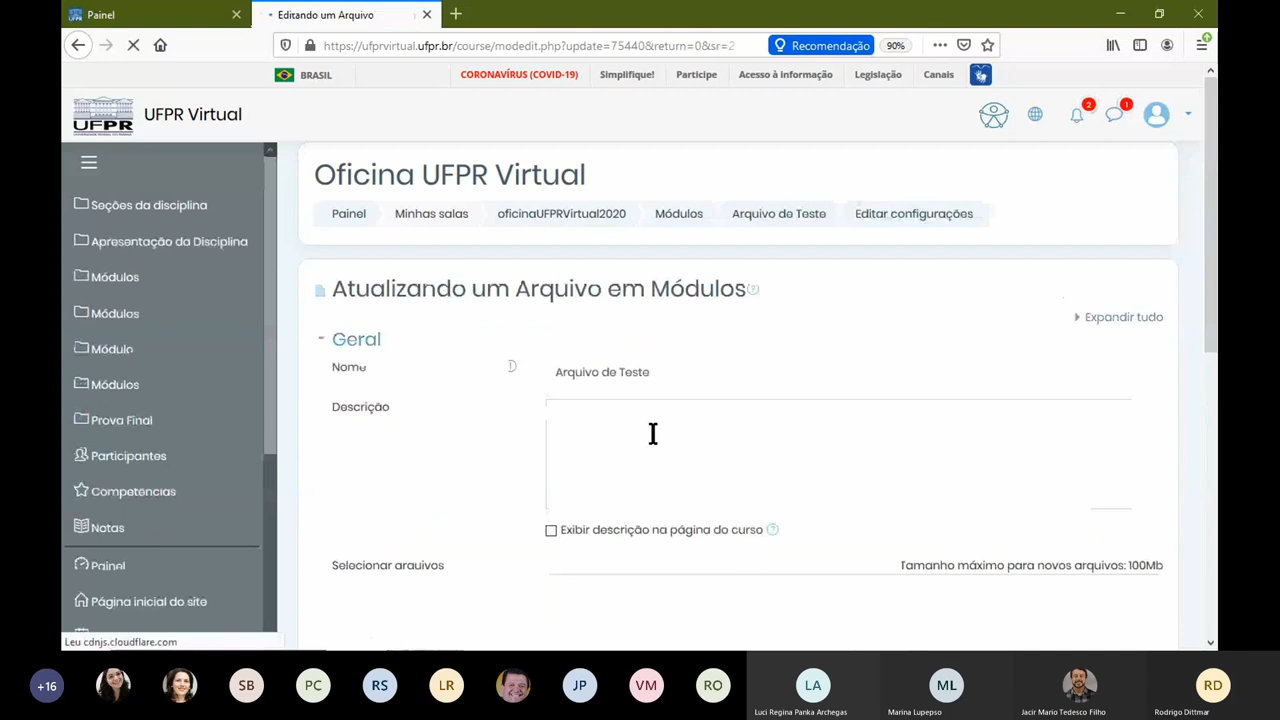 Painel
Editando um Arquivo
https://ufprvirtual.ufpr.br/course/modedit.php?update=75440&return=0&sr=2
Recomendação
90%
BRASIL
CORONAVÍRUS (COVID-19)
Simplifique!
Participe
Acesso à informação
Legislação
Canais
UFPR
UFPR Virtual
2
1
Seções da disciplina
Apresentação da Disciplina
Módulos
Módulos
Módulo
Módulos
Prova Final
Participantes
Competências
Notas
Painel
Página inicial do site
Leu cdnjs.cloudflare.com
Oficina UFPR Virtual
Painel
Minhas salas
oficinaUFPRVirtual2020
Módulos
Arquivo de Teste
Editar configurações
Atualizando um Arquivo em Módulos
Expandir tudo
Geral
Nome
Arquivo de Teste
Descrição
Exibir descrição na página do curso
Selecionar arquivos
Tamanho máximo para novos arquivos: 100Mb
+16
SB
PC
RS
LR
JP
VM
RO
LA
Luci Regina Panka Archegas
ML
Marina Lupepso
Jacir Mario Tedesco Filho
RD
Rodrigo Dittmar